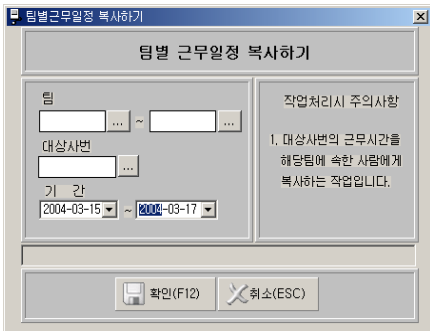 팀별근무일정 복사하기
팀별 근무일정 복사하기
팀
... ~ ...
대상사번
...
기 간
2004-03-15 ~ 2004-03-17
작업처리시 주의사항
1. 대상사번의 근무시간을
해당팀에 속한 사람에게
복사하는 작업입니다.
확인(F12) 취소(ESC)